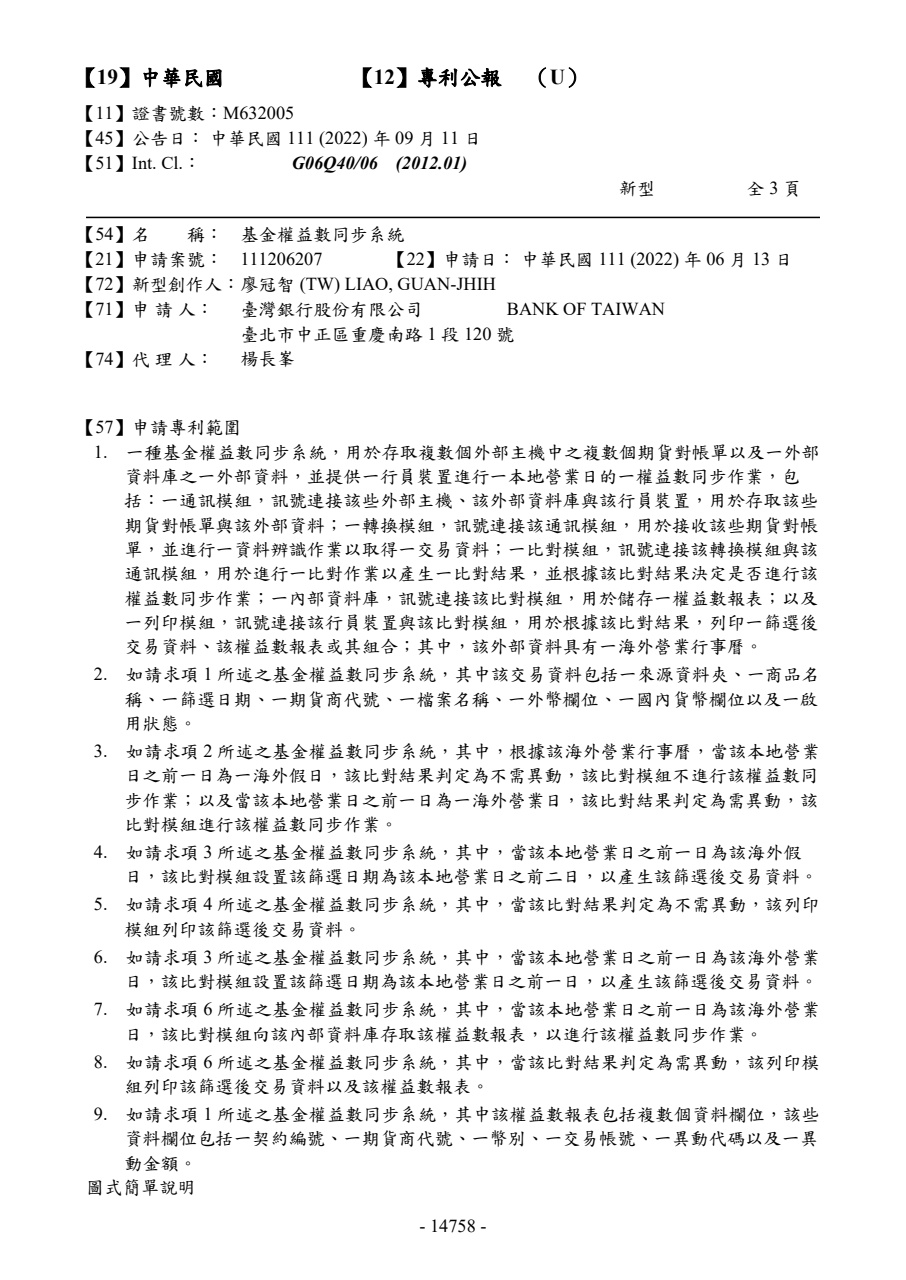 【19】中華民國 【12】專利公報 （U）
【11】證書號數：M632005
【45】公告日： 中華民國 111 (2022) 年 09 月 11 日
【51】Int. Cl.： G06Q40/06 (2012.01)
新型 全 3 頁
【54】名 稱： 基金權益數同步系統
【21】申請案號： 111206207 【22】申請日： 中華民國 111 (2022) 年 06 月 13 日
【72】新型創作人：廖冠智 (TW) LIAO, GUAN-JHIH
【71】申 請 人： 臺灣銀行股份有限公司 BANK OF TAIWAN
臺北市中正區重慶南路 1 段 120 號
【74】代 理 人： 楊長峯
【57】申請專利範圍
1. 一種基金權益數同步系統，用於存取複數個外部主機中之複數個期貨對帳單以及一外部
資料庫之一外部資料，並提供一行員裝置進行一本地營業日的一權益數同步作業，包
括：一通訊模組，訊號連接該些外部主機、該外部資料庫與該行員裝置，用於存取該些
期貨對帳單與該外部資料；一轉換模組，訊號連接該通訊模組，用於接收該些期貨對帳
單，並進行一資料辨識作業以取得一交易資料；一比對模組，訊號連接該轉換模組與該
通訊模組，用於進行一比對作業以產生一比對結果，並根據該比對結果決定是否進行該
權益數同步作業；一內部資料庫，訊號連接該比對模組，用於儲存一權益數報表；以及
一列印模組，訊號連接該行員裝置與該比對模組，用於根據該比對結果，列印一篩選後
交易資料、該權益數報表或其組合；其中，該外部資料具有一海外營業行事曆。
2. 如請求項 1 所述之基金權益數同步系統，其中該交易資料包括一來源資料夾、一商品名
稱、一篩選日期、一期貨商代號、一檔案名稱、一外幣欄位、一國內貨幣欄位以及一啟
用狀態。
3. 如請求項 2 所述之基金權益數同步系統，其中，根據該海外營業行事曆，當該本地營業
日之前一日為一海外假日，該比對結果判定為不需異動，該比對模組不進行該權益數同
步作業；以及當該本地營業日之前一日為一海外營業日，該比對結果判定為需異動，該
比對模組進行該權益數同步作業。
4. 如請求項 3 所述之基金權益數同步系統，其中，當該本地營業日之前一日為該海外假
日，該比對模組設置該篩選日期為該本地營業日之前二日，以產生該篩選後交易資料。
5. 如請求項 4 所述之基金權益數同步系統，其中，當該比對結果判定為不需異動，該列印
模組列印該篩選後交易資料。
6. 如請求項 3 所述之基金權益數同步系統，其中，當該本地營業日之前一日為該海外營業
日，該比對模組設置該篩選日期為該本地營業日之前一日，以產生該篩選後交易資料。
7. 如請求項 6 所述之基金權益數同步系統，其中，當該本地營業日之前一日為該海外營業
日，該比對模組向該內部資料庫存取該權益數報表，以進行該權益數同步作業。
8. 如請求項 6 所述之基金權益數同步系統，其中，當該比對結果判定為需異動，該列印模
組列印該篩選後交易資料以及該權益數報表。
9. 如請求項 1 所述之基金權益數同步系統，其中該權益數報表包括複數個資料欄位，該些
資料欄位包括一契約編號、一期貨商代號、一幣別、一交易帳號、一異動代碼以及一異
動金額。
圖式簡單說明
- 14758 -